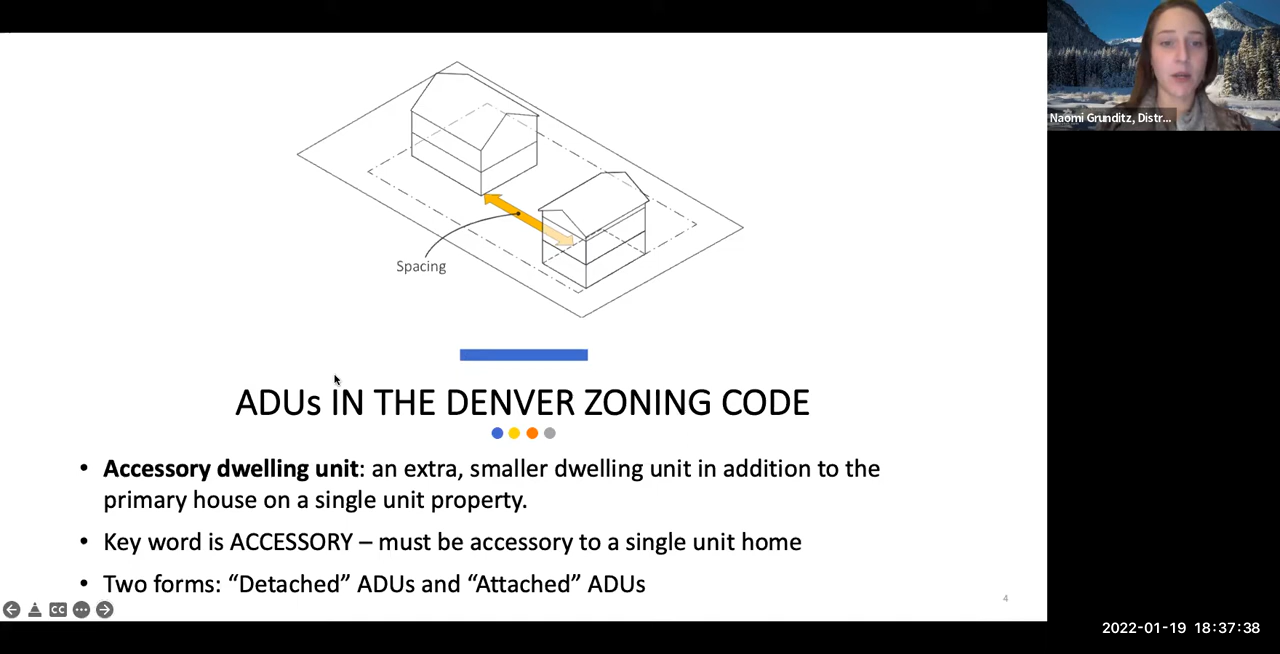 Naomi Grunditz, Distr...
Spacing
ADUs IN THE DENVER ZONING CODE
• Accessory dwelling unit: an extra, smaller dwelling unit in addition to the
primary house on a single unit property.
• Key word is ACCESSORY – must be accessory to a single unit home
• Two forms: “Detached” ADUs and “Attached” ADUs
CC
4
2022-01-19 18:37:38